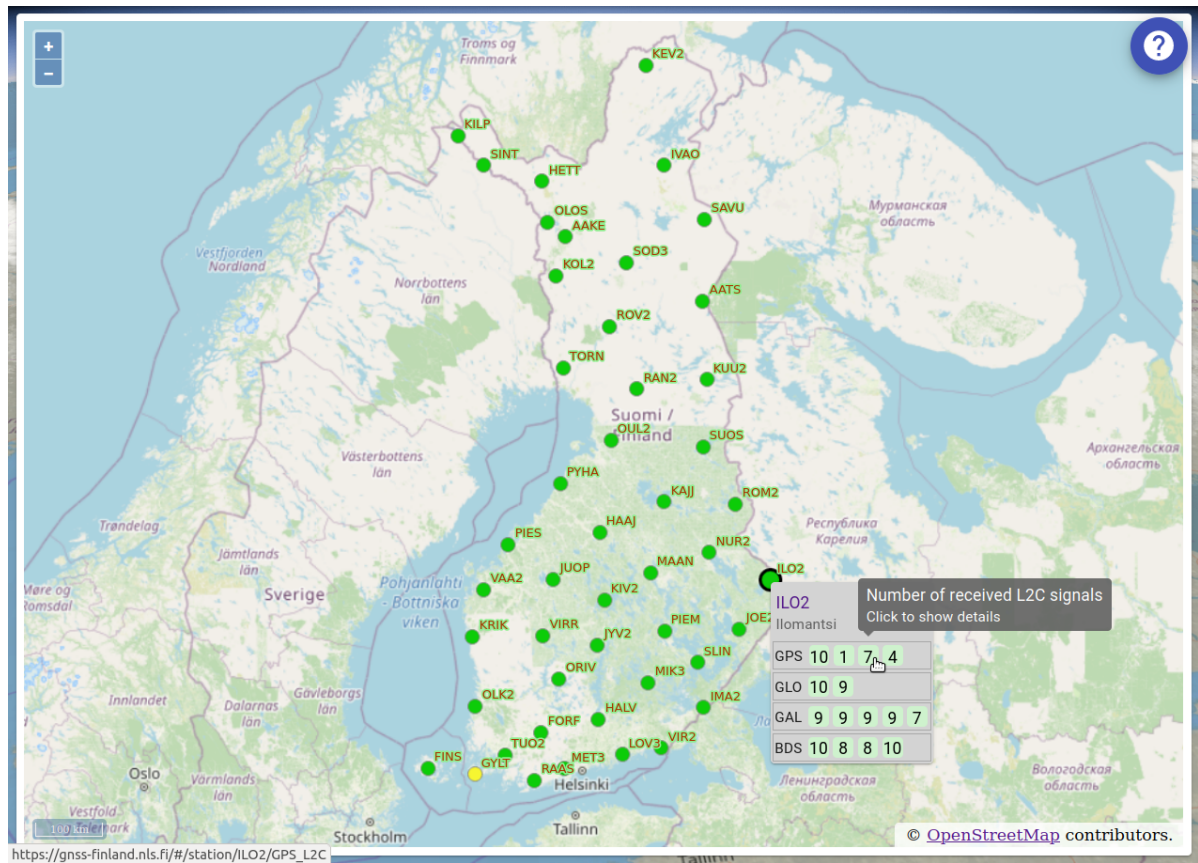 +
−
?
Troms og
Finnmark
KEV2
KILP
SINT
HETT
IVAO
OLOS
AAKE
SAVU
Мурманская
область
Vestfjorden
Nordland
KOL2
SOD3
Norrbottens
län
AATS
ROV2
TORN
RAN2
KUU2
Suomi /
Finland
OUL2
SUOS
Архангельская
область
Västerbottens
län
PYHA
KAJJ
ROM2
Trøndelag
HAAJ
Республика
Карелия
PIES
NUR2
Jämtlands
län
JUOP
MAAN
ILO2
Møre og
Romsdal
Sverige
Pohjanlahti
- Bottniska
viken
VAA2
KIV2
ILO2
Ilomantsi
Number of received L2C signals
Click to show details
KRIK
VIRR
JYV2
PIEM
JOE2
GPS 10 1 7 4
SLIN
ORIV
MIK3
GLO 10 9
Innlandet
Dalarnas
län
Gävleborgs
län
OLK2
HALV
IMA2
GAL 9 9 9 9 7
FORF
TUO2
LOV3
VIR2
BDS 10 8 8 10
FINS
GYLT
RAAS
MET3
Helsinki
Oslo
Värmlands
län
Ленинградская
область
Вологодская
область
Vestfold
og Telemark
100 km
Stockholm
Tallinn
© OpenStreetMap contributors.
https://gnss-finland.nls.fi/#/station/ILO2/GPS_L2C
Tallinn